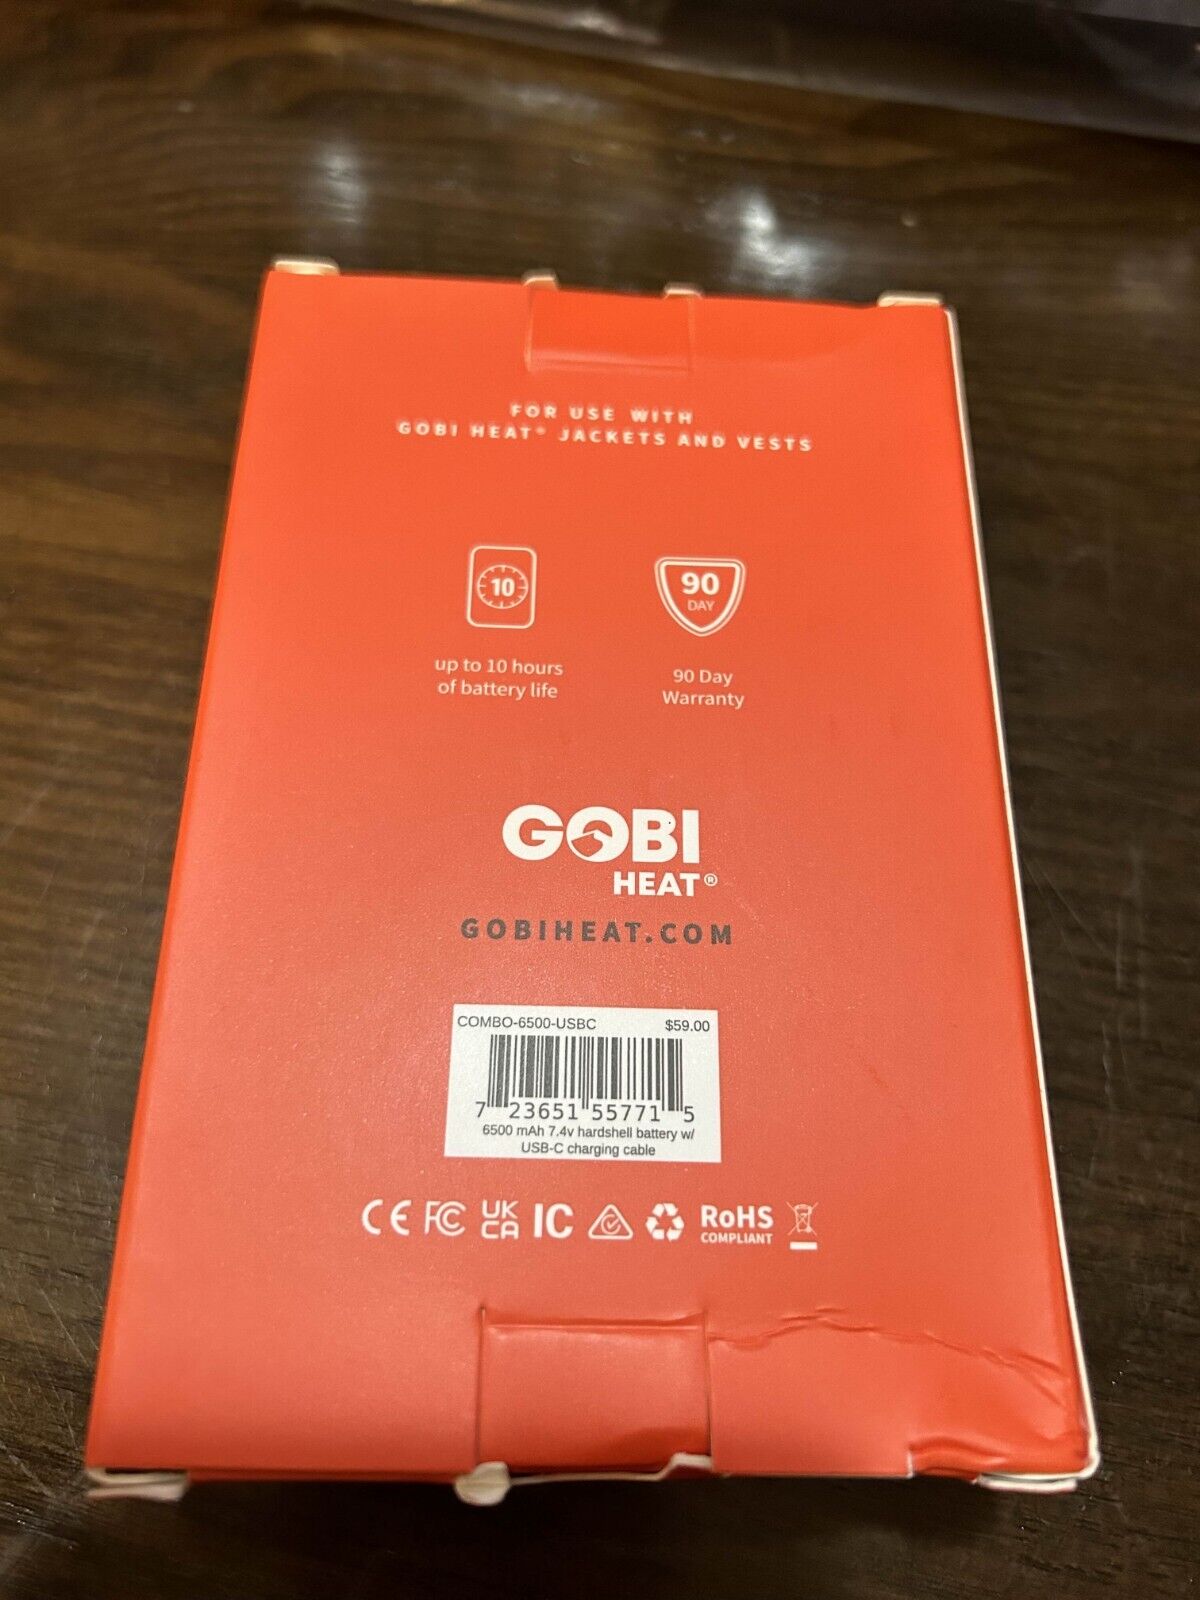 FOR USE WITH
GOBI HEAT® JACKETS AND VESTS
10
90
DAY
up to 10 hours
of battery life
90 Day
Warranty
GOBI
HEAT®
GOBIHEAT.COM
COMBO-6500-USBC $59.00
7 23651 55771 5
6500 mAh 7.4v hardshell battery w/
USB-C charging cable
CE FC UK CA IC RoHS
COMPLIANT